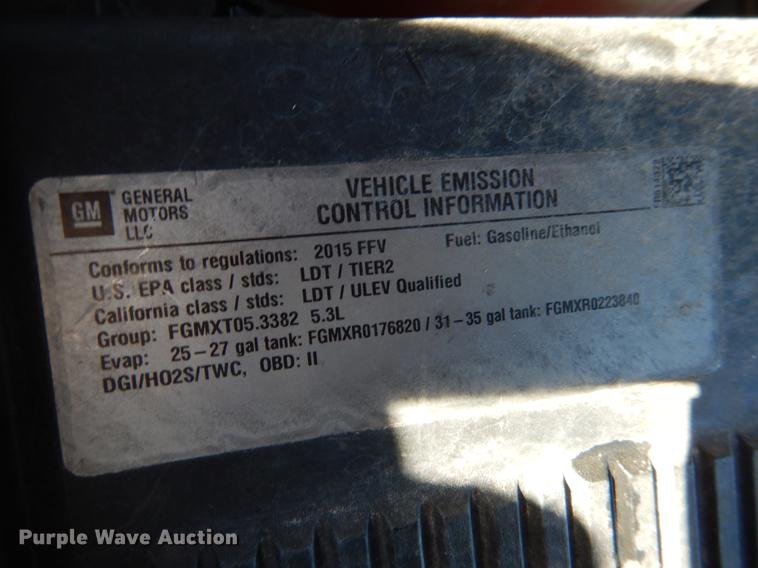 GM
GENERAL
MOTORS
LLC
VEHICLE EMISSION
CONTROL INFORMATION
Conforms to regulations: 2015 FFV Fuel: Gasoline/Ethanol
U.S. EPA class / stds: LDT / TIER2
California class / stds: LDT / ULEV Qualified
Group: FGMXT05.3382 5.3L
Evap: 25-27 gal tank: FGMXR0176820 / 31-35 gal tank: FGMXR0223840
DGI/HO2S/TWC, OBD: II
Purple Wave Auction